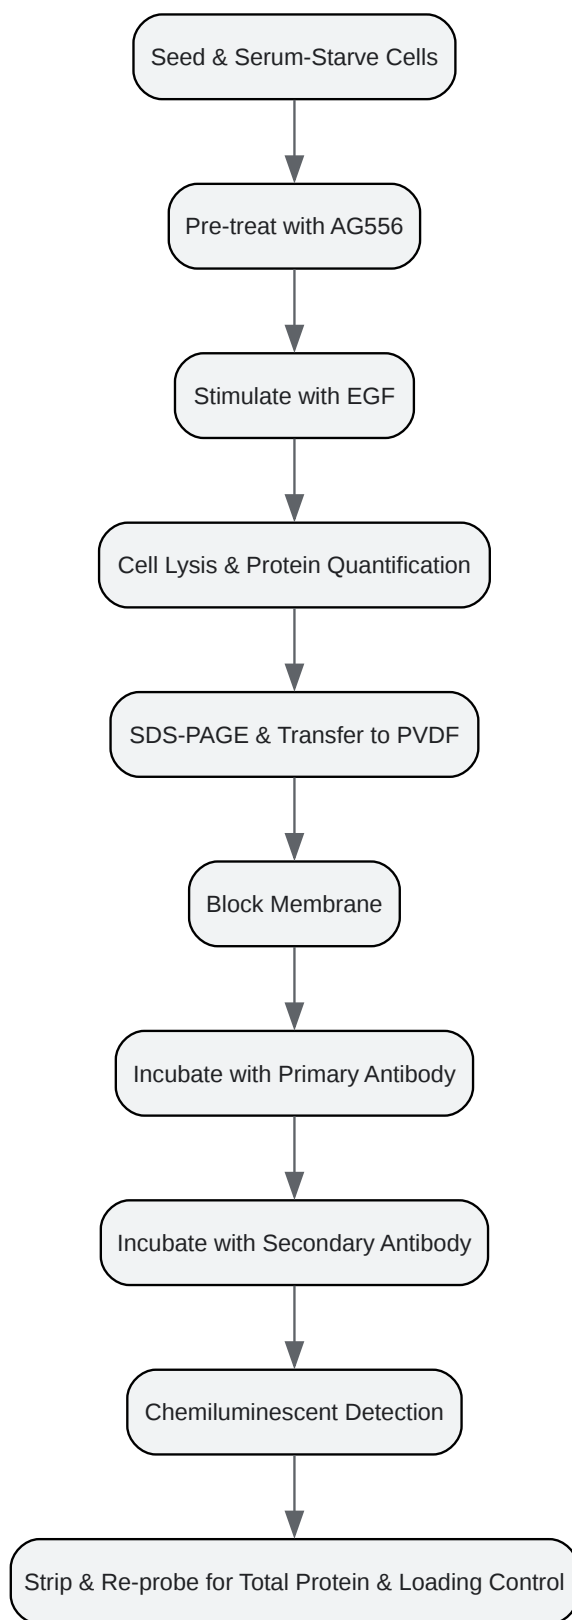 Seed & Serum-Starve Cells
Pre-treat with AG556
Stimulate with EGF
Cell Lysis & Protein Quantification
SDS-PAGE & Transfer to PVDF
Block Membrane
Incubate with Primary Antibody
Incubate with Secondary Antibody
Chemiluminescent Detection
Strip & Re-probe for Total Protein & Loading Control